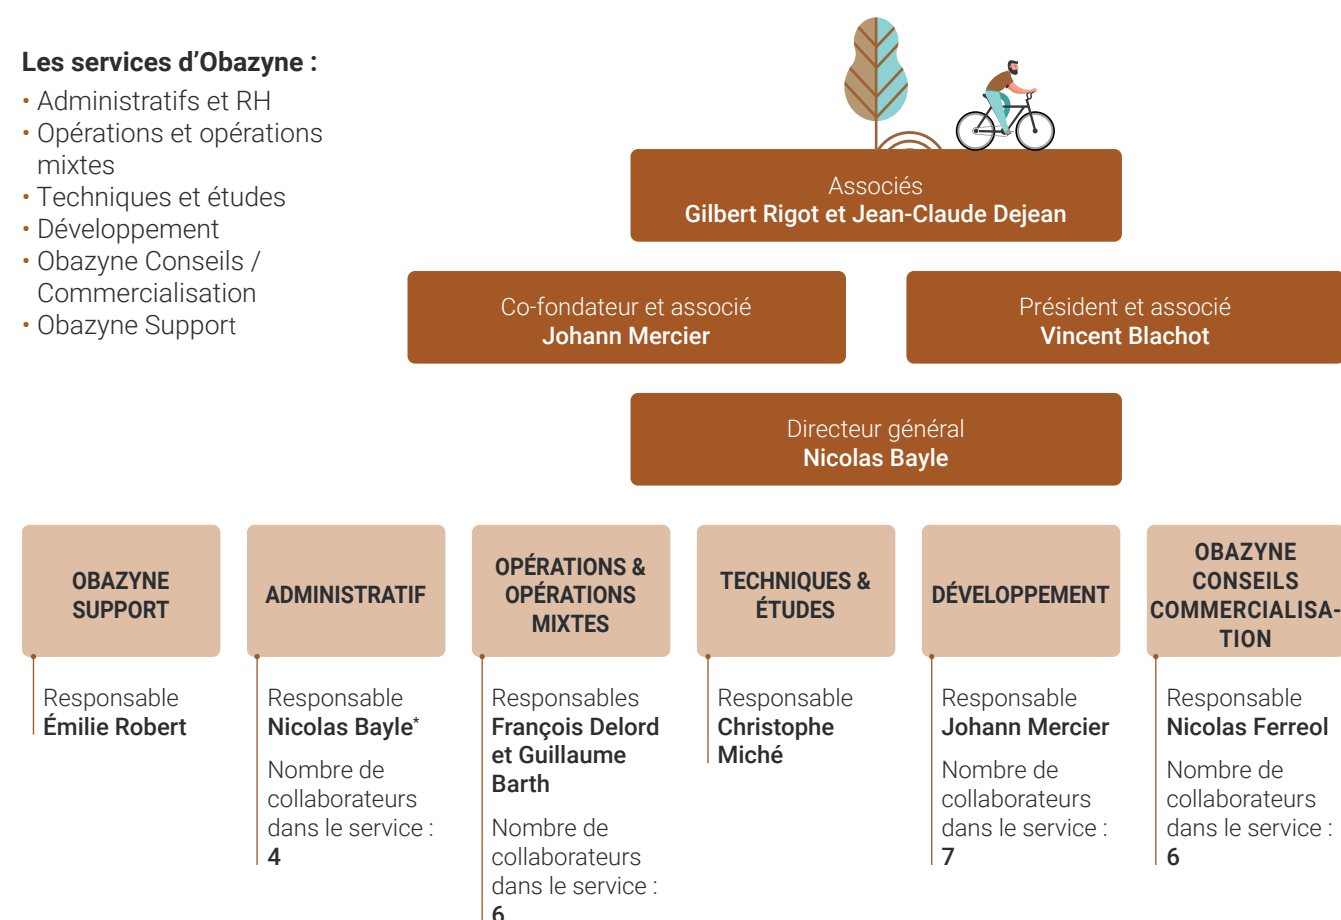 Les services d’Obazyne :
• Administratifs et RH
• Opérations et opérations
mixtes
• Techniques et études
• Développement
• Obazyne Conseils /
Commercialisation
• Obazyne Support
Associés
Gilbert Rigot et Jean-Claude Dejean
Co-fondateur et associé
Johann Mercier
Président et associé
Vincent Blachot
Directeur général
Nicolas Bayle
OBAZYNE
SUPPORT
Responsable
Émilie Robert
ADMINISTRATIF
Responsable
Nicolas Bayle*
Nombre de
collaborateurs
dans le service :
4
OPÉRATIONS &
OPÉRATIONS
MIXTES
Responsables
François Delord
et Guillaume
Barth
Nombre de
collaborateurs
dans le service :
6
TECHNIQUES &
ÉTUDES
Responsable
Christophe
Miché
DÉVELOPPEMENT
Responsable
Johann Mercier
Nombre de
collaborateurs
dans le service :
7
OBAZYNE
CONSEILS
COMMERCIALISA-
TION
Responsable
Nicolas Ferreol
Nombre de
collaborateurs
dans le service :
6